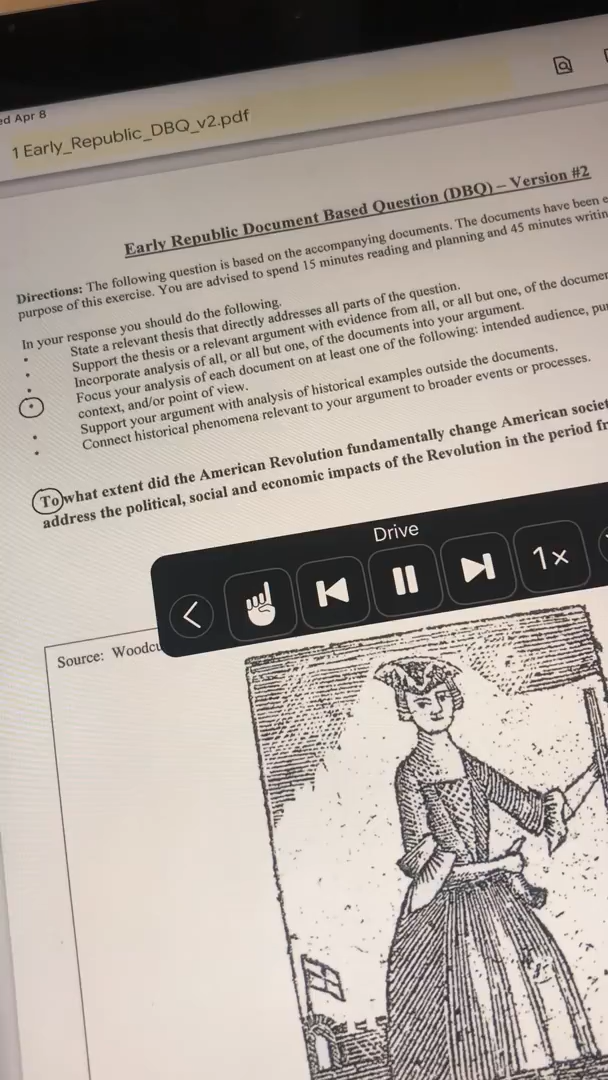 ed Apr 8
1 Early_Republic_DBQ_v2.pdf
Early Republic Document Based Question (DBQ) – Version #2
Directions: The following question is based on the accompanying documents. The documents have been e
purpose of this exercise. You are advised to spend 15 minutes reading and planning and 45 minutes writin
In your response you should do the following.
• State a relevant thesis that directly addresses all parts of the question.
• Support the thesis or a relevant argument with evidence from all, or all but one, of the documen
• Incorporate analysis of all, or all but one, of the documents into your argument.
• Focus your analysis of each document on at least one of the following: intended audience, pu
context, and/or point of view.
• Support your argument with analysis of historical examples outside the documents.
• Connect historical phenomena relevant to your argument to broader events or processes.
To what extent did the American Revolution fundamentally change American societ
address the political, social and economic impacts of the Revolution in the period fr
Drive
1×
Source: Woodcu